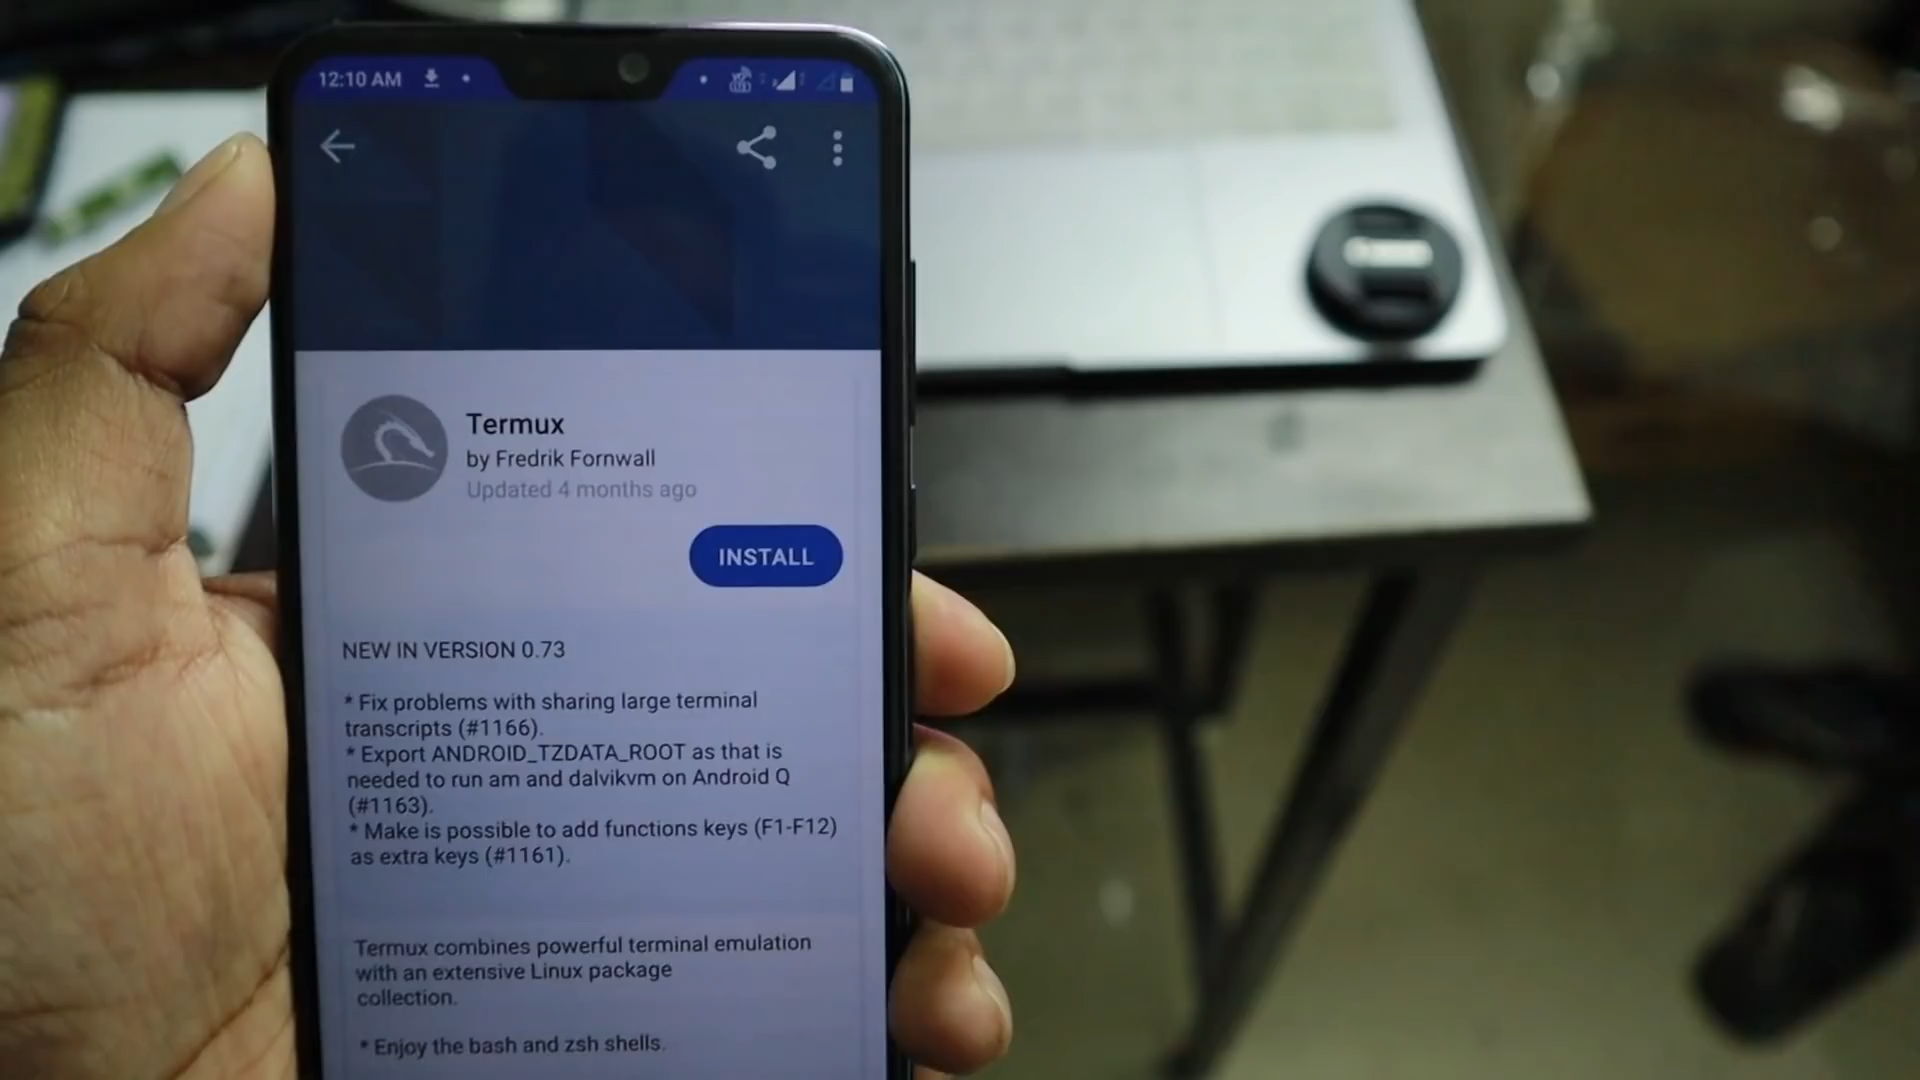 12:10 AM
Termux
by Fredrik Fornwall
Updated 4 months ago
INSTALL
NEW IN VERSION 0.73
* Fix problems with sharing large terminal
transcripts (#1166).
* Export ANDROID_TZDATA_ROOT as that is
needed to run am and dalvikvm on Android Q
(#1163).
* Make is possible to add functions keys (F1-F12)
as extra keys (#1161).
Termux combines powerful terminal emulation
with an extensive Linux package
collection.
* Enjoy the bash and zsh shells.